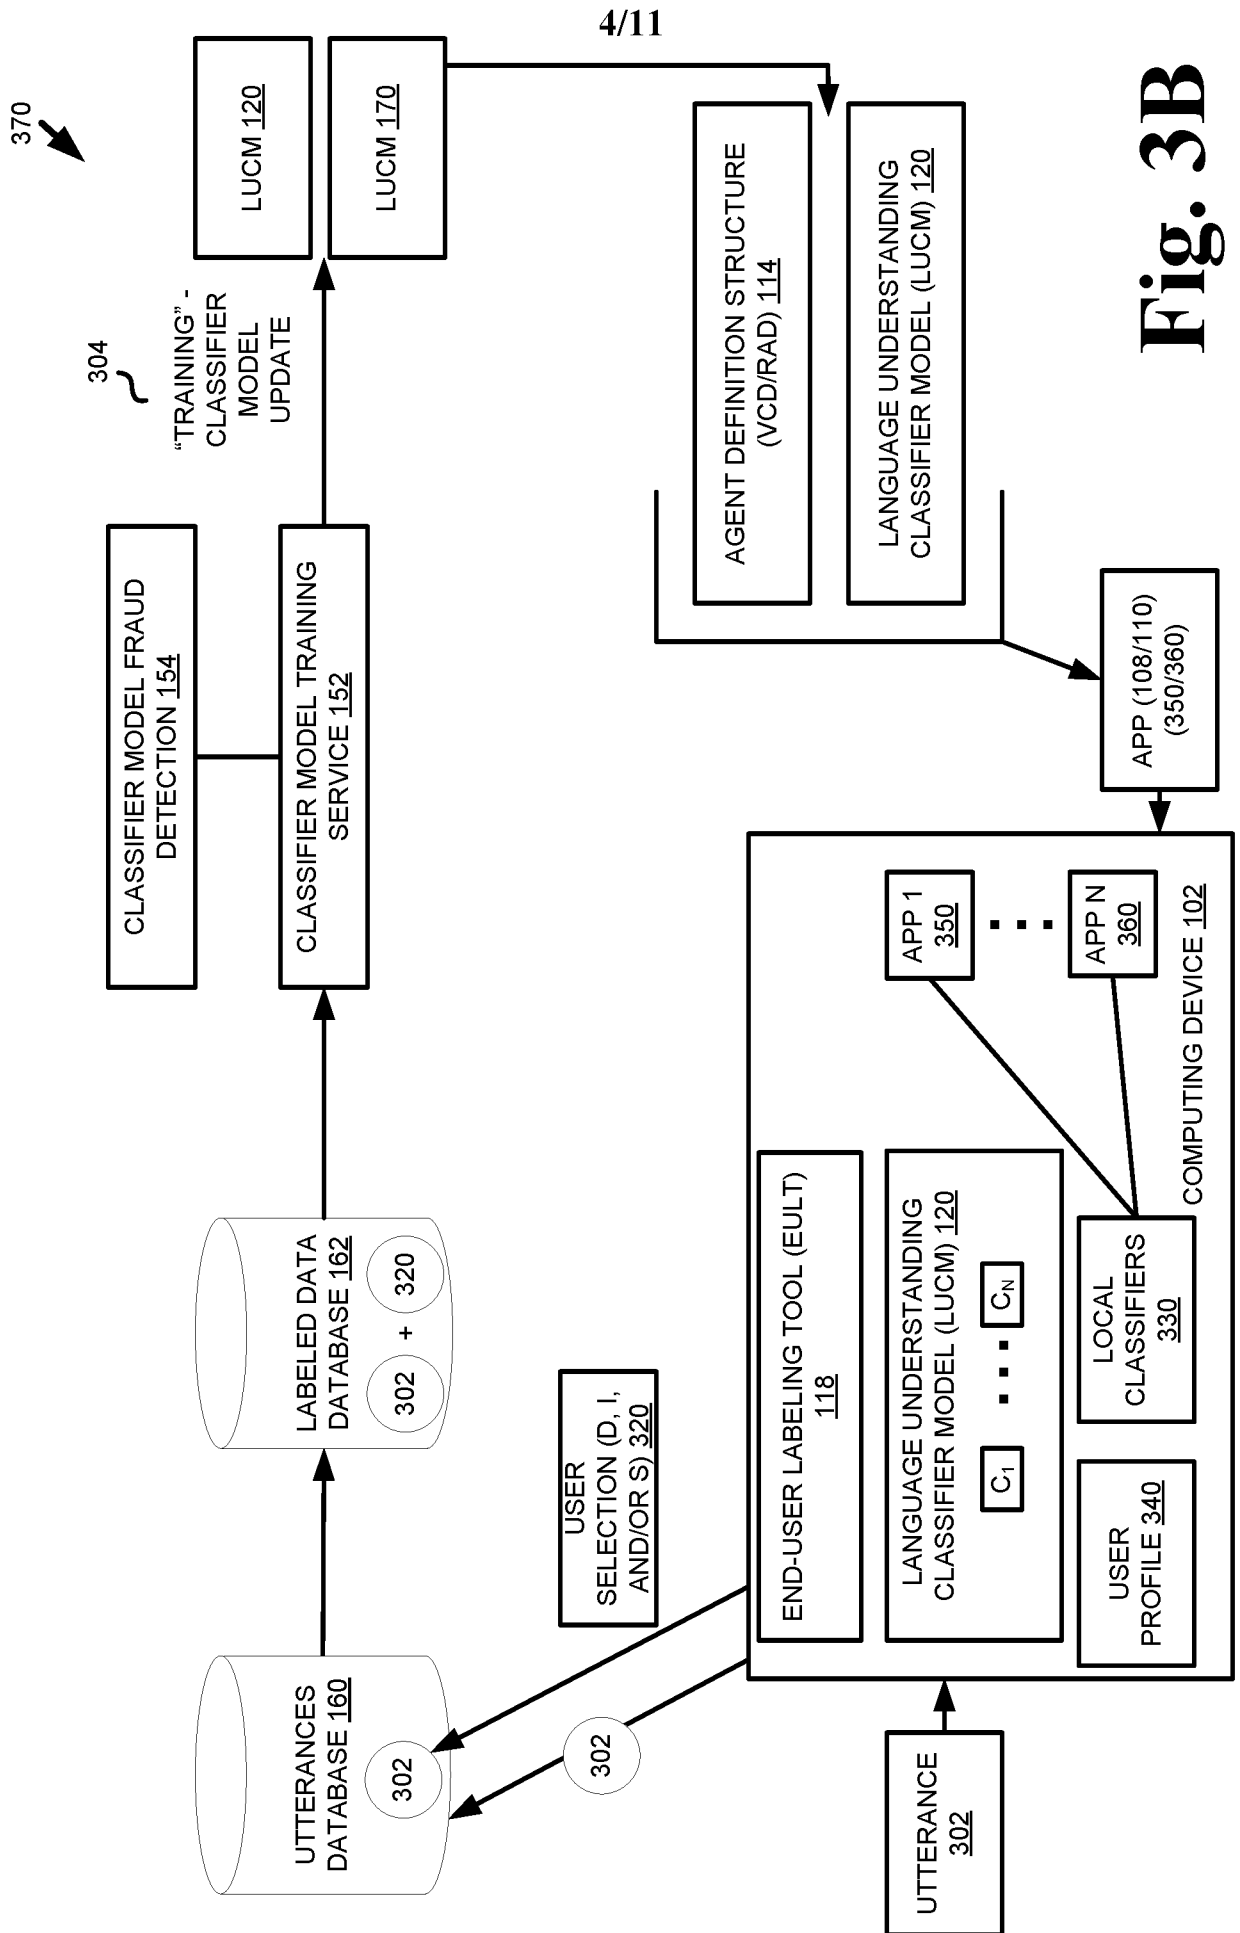 4/11
370
UTTERANCES
DATABASE 160
302
LABELED DATA
DATABASE 162
302 + 320
CLASSIFIER MODEL FRAUD
DETECTION 154
CLASSIFIER MODEL TRAINING
SERVICE 152
304
“TRAINING” -
CLASSIFIER
MODEL
UPDATE
LUCM 120
LUCM 170
302
USER
SELECTION (D, I,
AND/OR S) 320
AGENT DEFINITION STRUCTURE
(VCD/RAD) 114
LANGUAGE UNDERSTANDING
CLASSIFIER MODEL (LUCM) 120
UTTERANCE
302
END-USER LABELING TOOL (EULT)
118
LANGUAGE UNDERSTANDING
CLASSIFIER MODEL (LUCM) 120
C1
CN
USER
PROFILE 340
LOCAL
CLASSIFIERS
330
APP 1
350
APP N
360
COMPUTING DEVICE 102
APP (108/110)
(350/360)
Fig. 3B